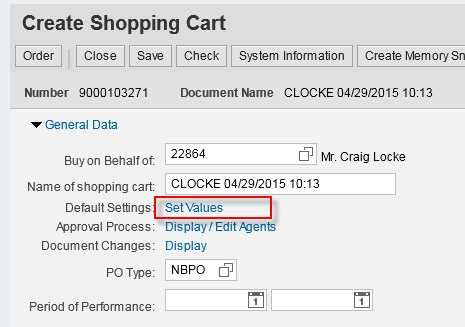 Create Shopping Cart
Order Close Save Check System Information Create Memory Sn
Number 9000103271 Document Name CLOCKE 04/29/2015 10:13
General Data
Buy on Behalf of: 22864 Mr. Craig Locke
Name of shopping cart: CLOCKE 04/29/2015 10:13
Default Settings: Set Values
Approval Process: Display / Edit Agents
Document Changes: Display
PO Type: NBPO
Period of Performance: 1 1